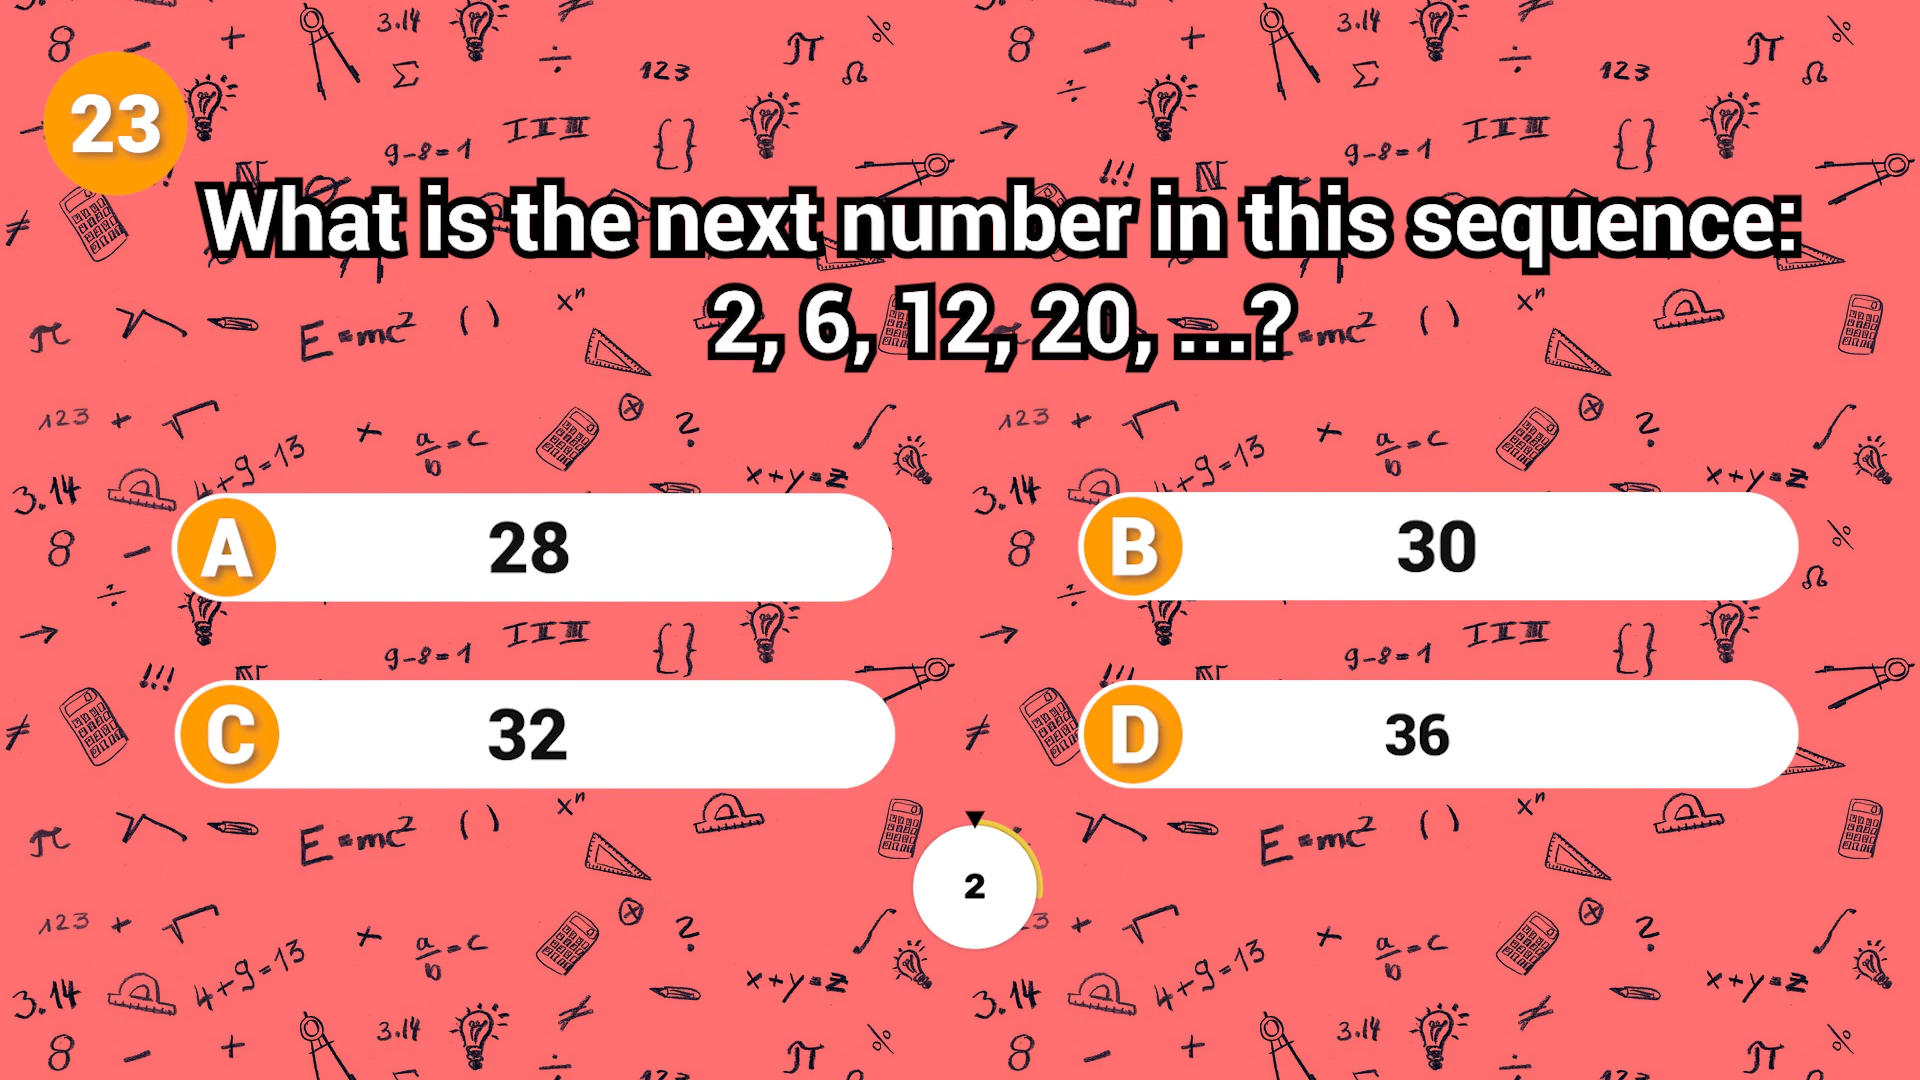 23
What is the next number in this sequence:
2, 6, 12, 20, ...?
A 28
B 30
C 32
D 36
2